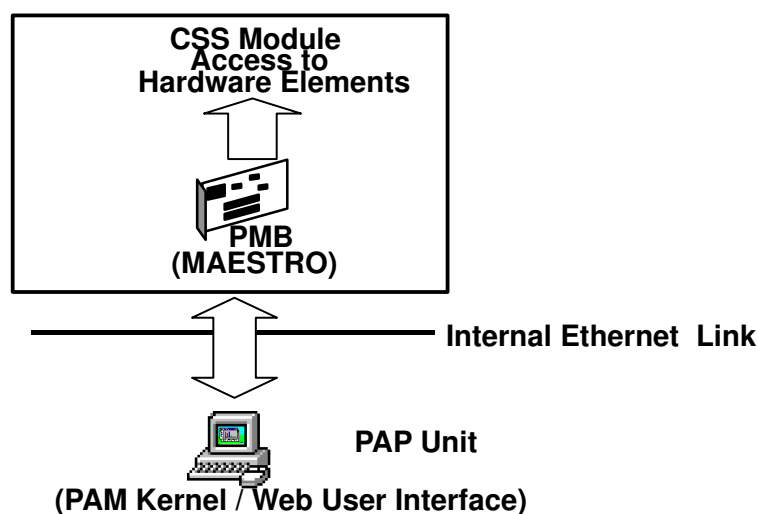 CSS Module
Access to
Hardware Elements
PMB
(MAESTRO)
Internal Ethernet Link
PAP Unit
(PAM Kernel / Web User Interface)